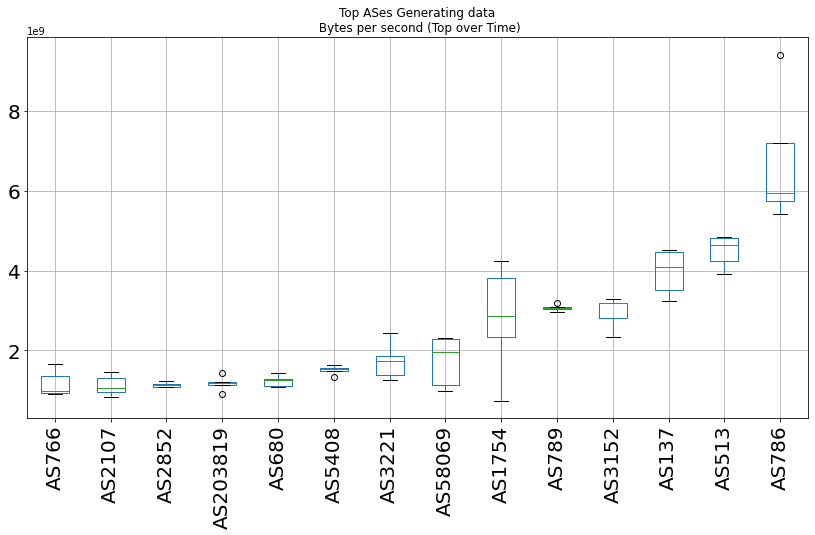 Top ASes Generating data
Bytes per second (Top over Time)
1e9
8
6
4
2
AS766
AS2107
AS2852
AS203819
AS680
AS5408
AS3221
AS58069
AS1754
AS789
AS3152
AS137
AS513
AS786